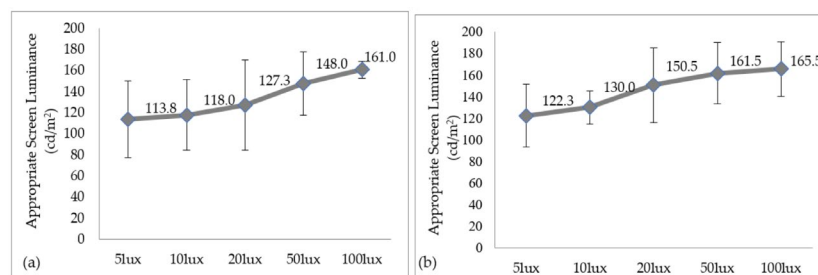 Appropriate Screen Luminance
(cd/m²)
200
180
160
140
120
100
80
60
40
20
0
113.8
118.0
127.3
148.0
161.0
5lux
10lux
20lux
50lux
100lux
(a)
Appropriate Screen Luminance
(cd/m²)
200
180
160
140
120
100
80
60
40
20
0
122.3
130.0
150.5
161.5
165.5
5lux
10lux
20lux
50lux
100lux
(b)